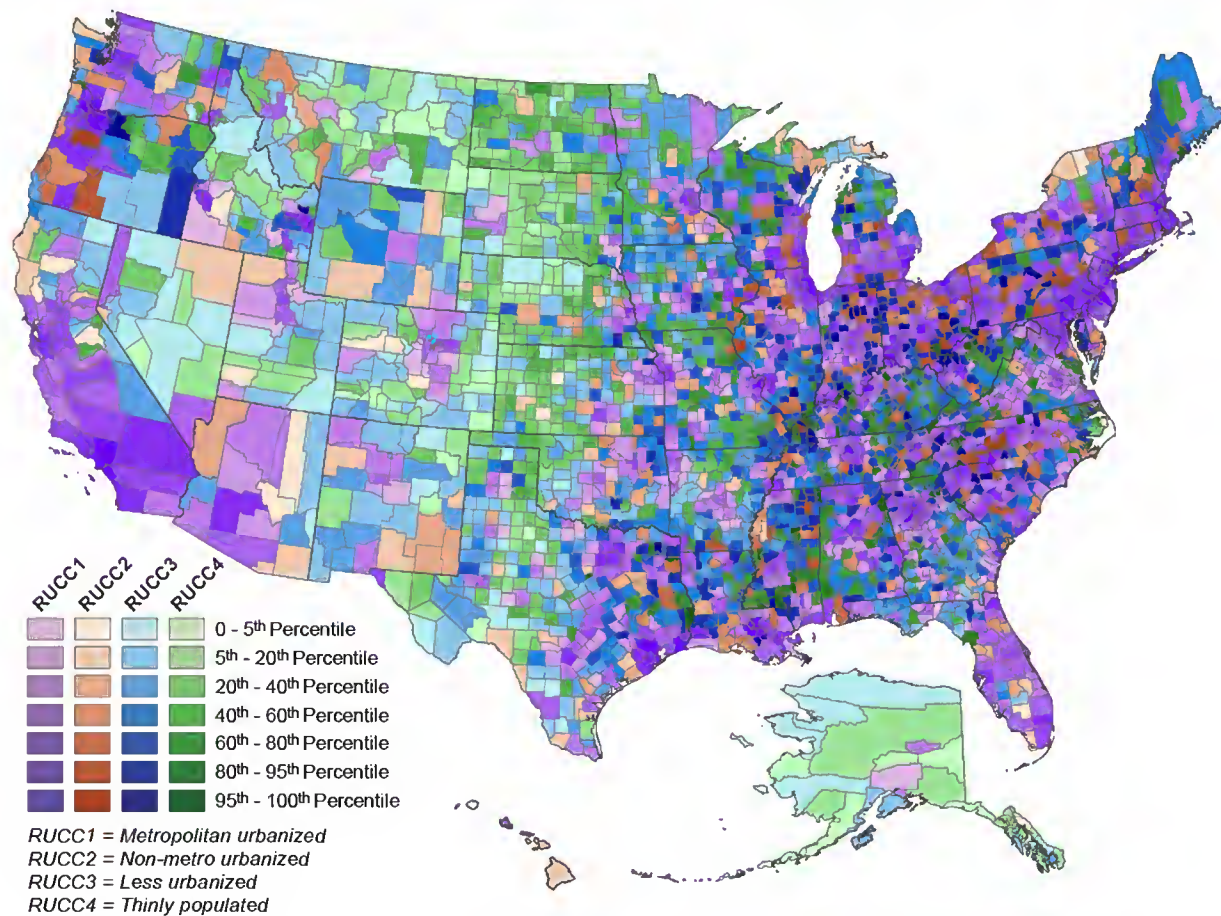 RUCC1 RUCC2 RUCC3 RUCC4
0 - 5th Percentile
5th - 20th Percentile
20th - 40th Percentile
40th - 60th Percentile
60th - 80th Percentile
80th - 95th Percentile
95th - 100th Percentile
RUCC1 = Metropolitan urbanized
RUCC2 = Non-metro urbanized
RUCC3 = Less urbanized
RUCC4 = Thinly populated